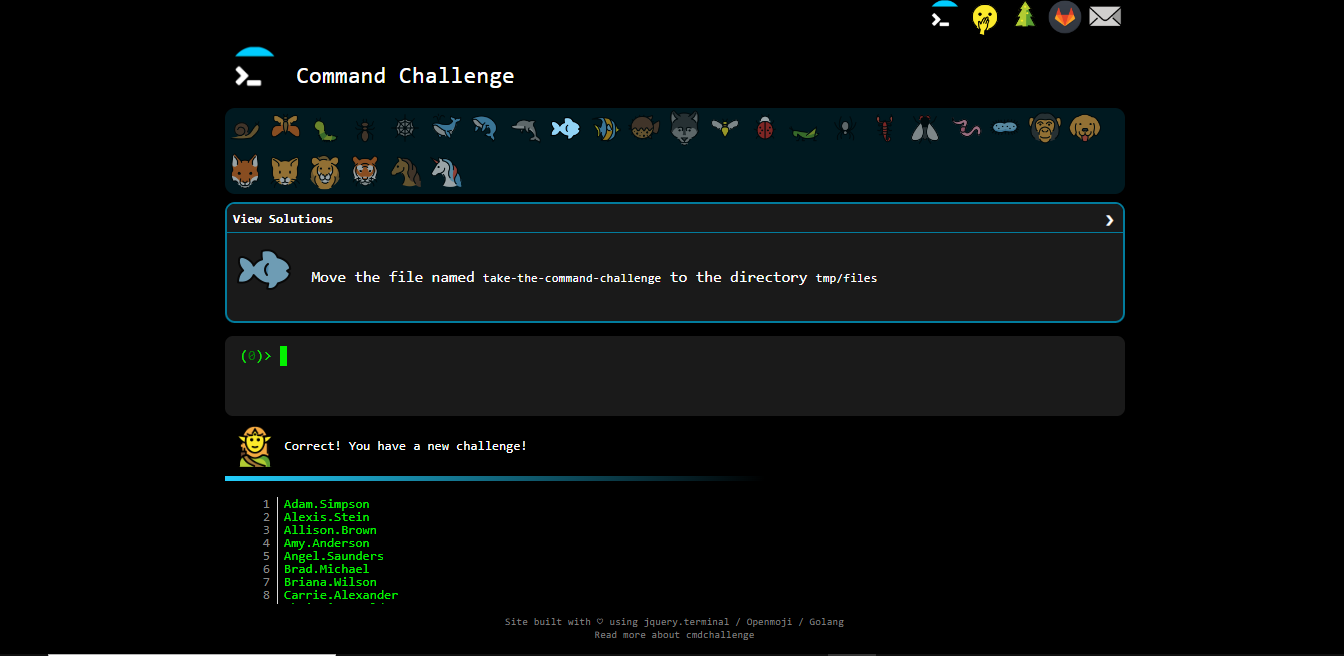 Command Challenge
View Solutions
Move the file named take-the-command-challenge to the directory tmp/files
(0)>
Correct! You have a new challenge!
1 Adam.Simpson
2 Alexis.Stein
3 Allison.Brown
4 Amy.Anderson
5 Angel.Saunders
6 Brad.Michael
7 Briana.Wilson
8 Carrie.Alexander
Site built with ♡ using jquery.terminal / Openmoji / Golang
Read more about cmdchallenge